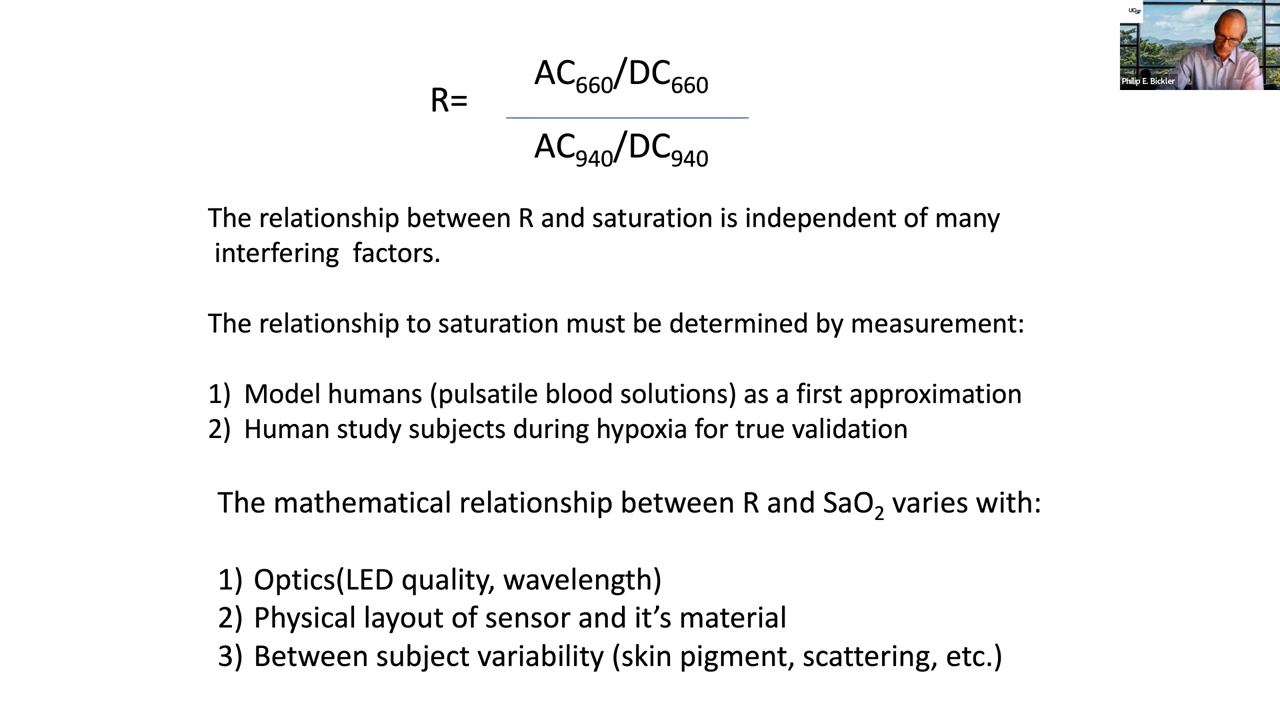 R=
AC660/DC660
AC940/DC940
The relationship between R and saturation is independent of many
interfering factors.
The relationship to saturation must be determined by measurement:
1) Model humans (pulsatile blood solutions) as a first approximation
2) Human study subjects during hypoxia for true validation
The mathematical relationship between R and SaO2 varies with:
1) Optics(LED quality, wavelength)
2) Physical layout of sensor and it's material
3) Between subject variability (skin pigment, scattering, etc.)
Philip E. Bickler